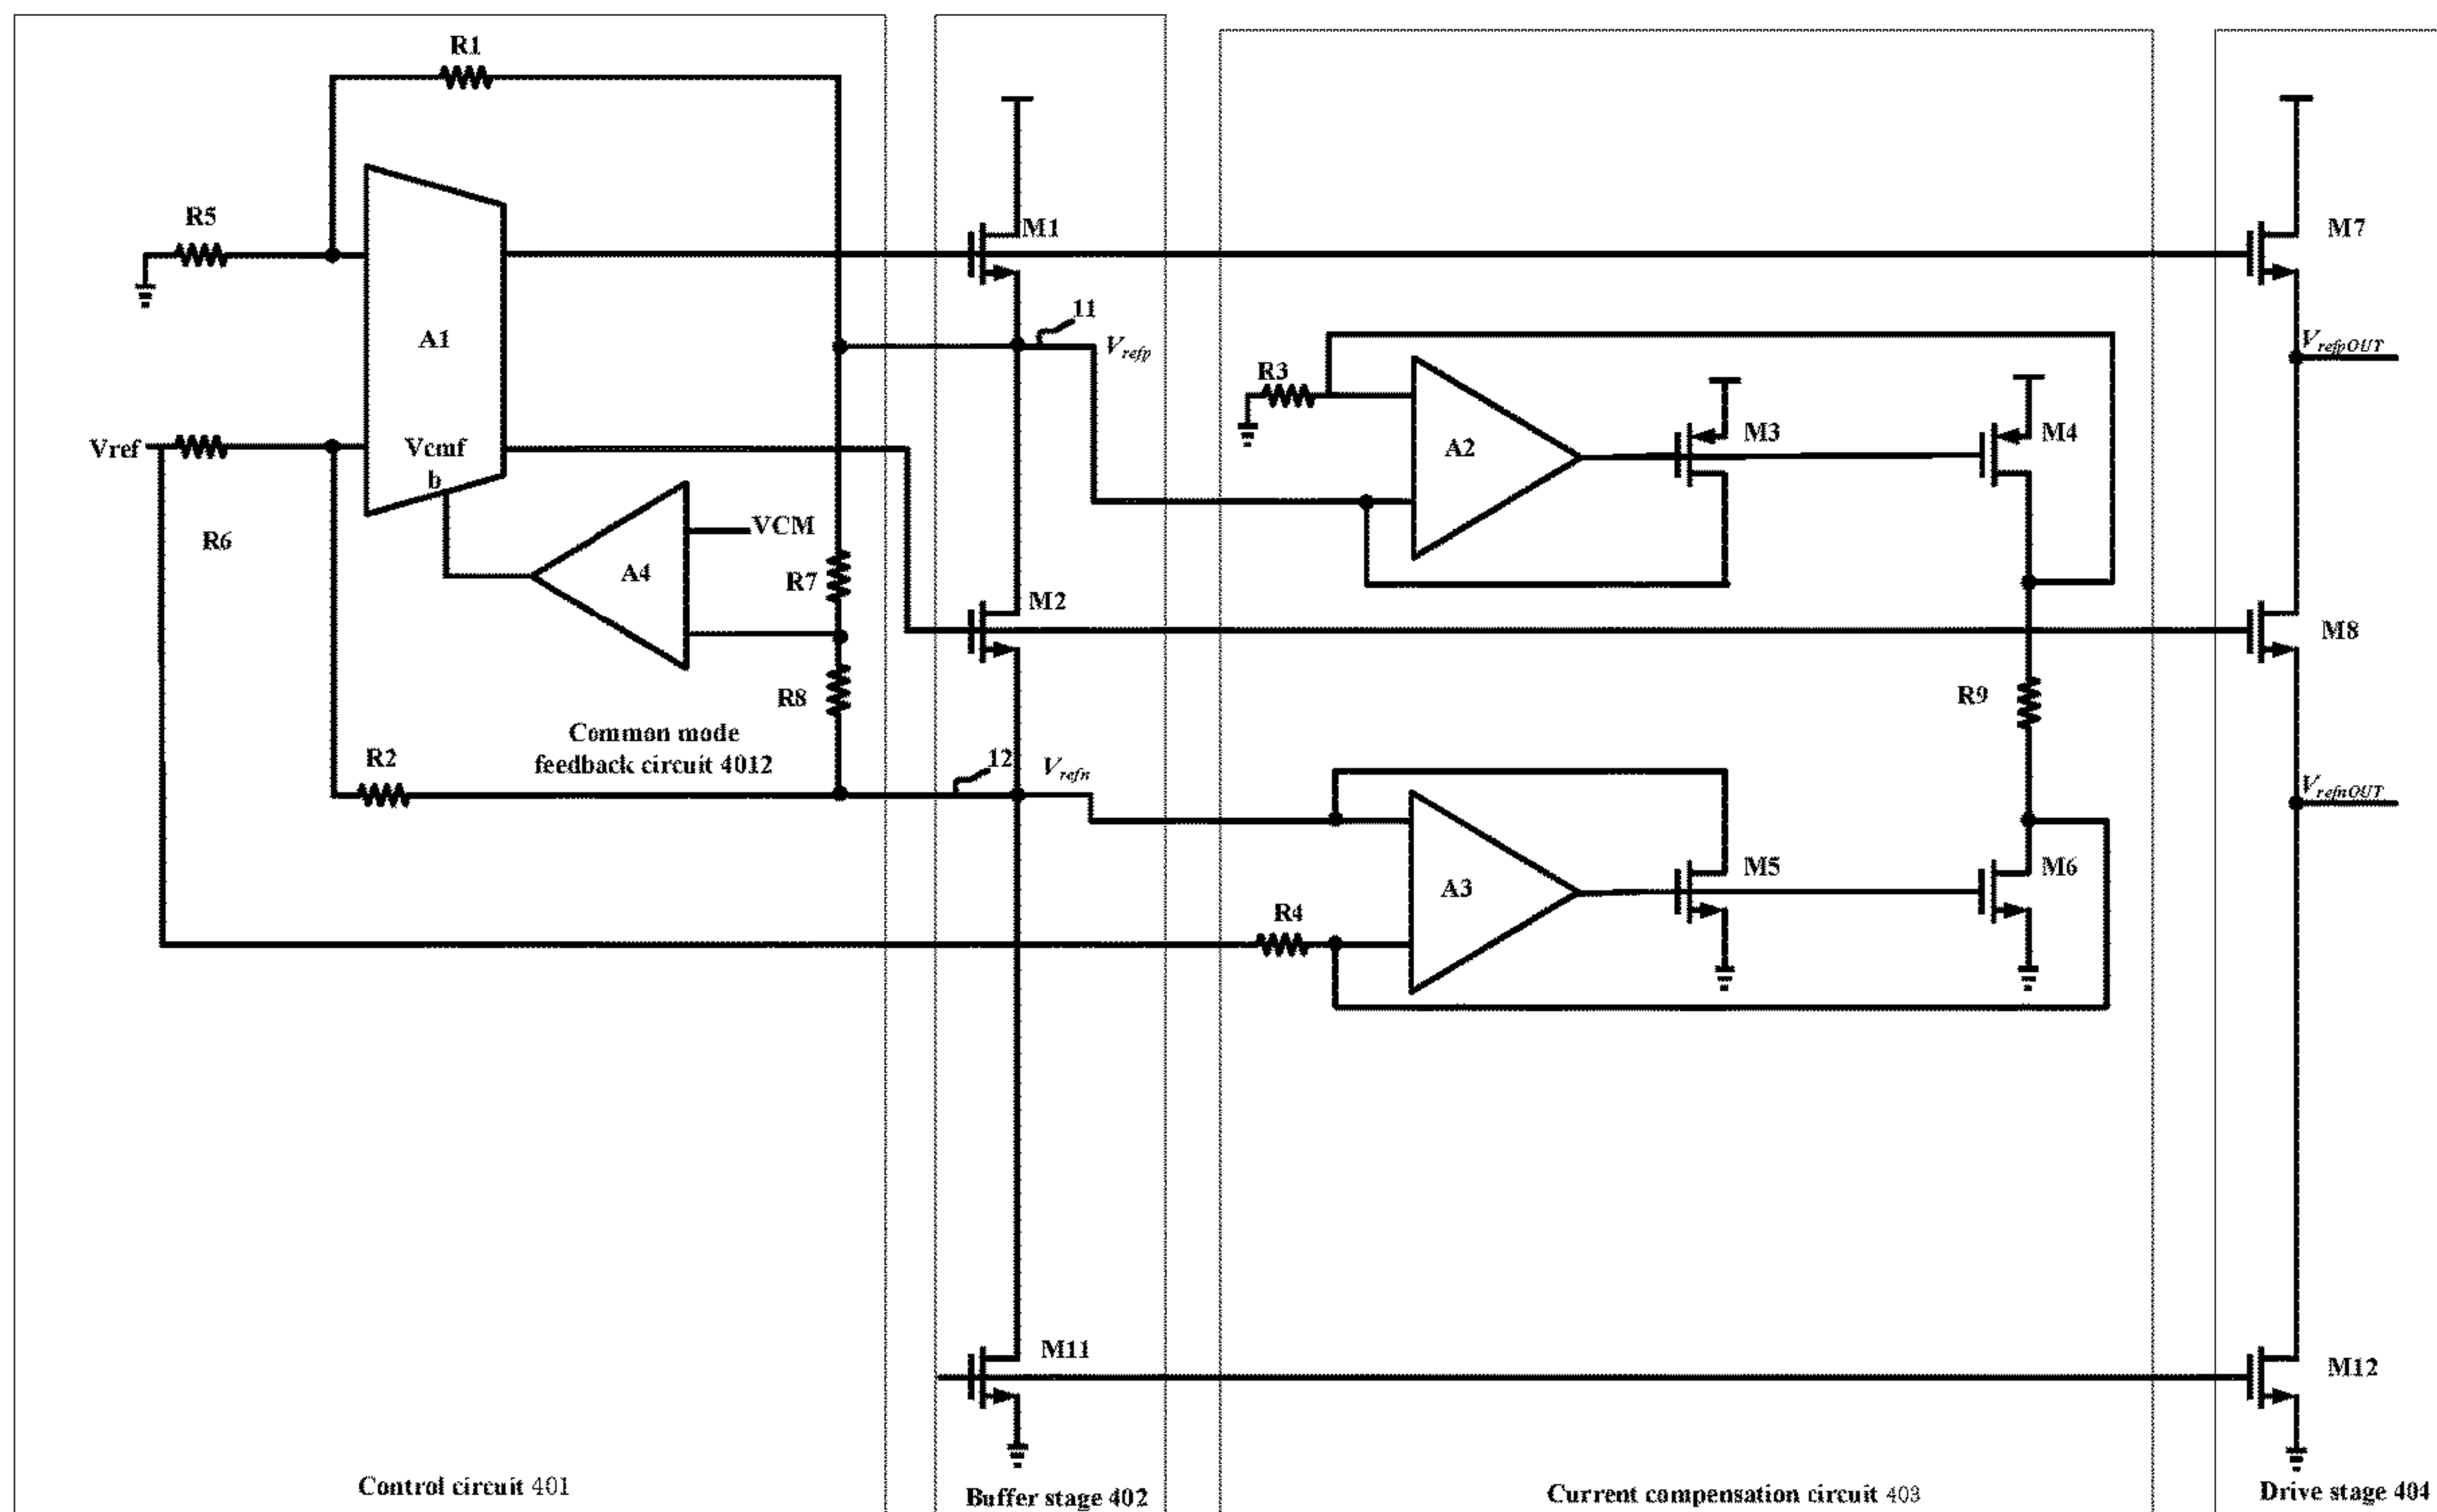 R1
R5
A1
Vref
Vcmf
b
R6
A4
VCM
R7
R8
Common mode
feedback circuit 4012
R2
Control circuit 401
M1
11
Vrefp
M2
12
Vrefn
M11
Buffer stage 402
R3
A2
M3
M4
R9
A3
M5
M6
R4
Current compensation circuit 403
M7
VrefpOUT
M8
VrefnOUT
M12
Drive stage 404